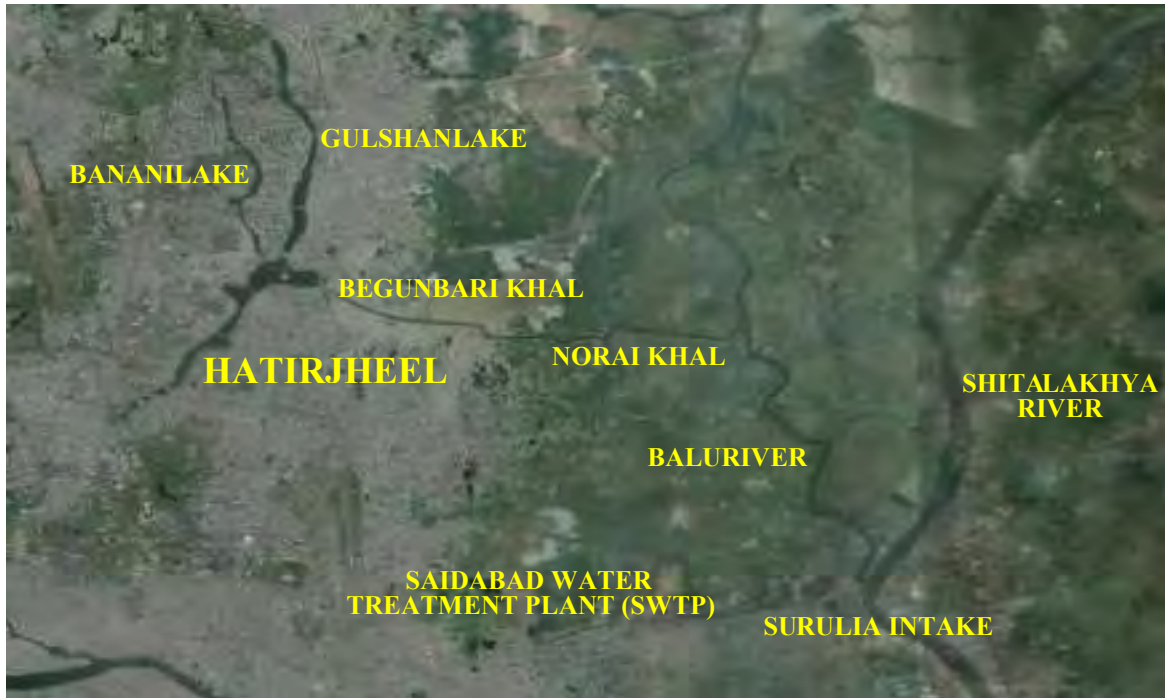 GULSHANLAKE
BANANILAKE
BEGUNBARI KHAL
NORAI KHAL
HATIRJHEEL
SHITALAKHYA
RIVER
BALURIVER
SAIDABAD WATER
TREATMENT PLANT (SWTP)
SURULIA INTAKE